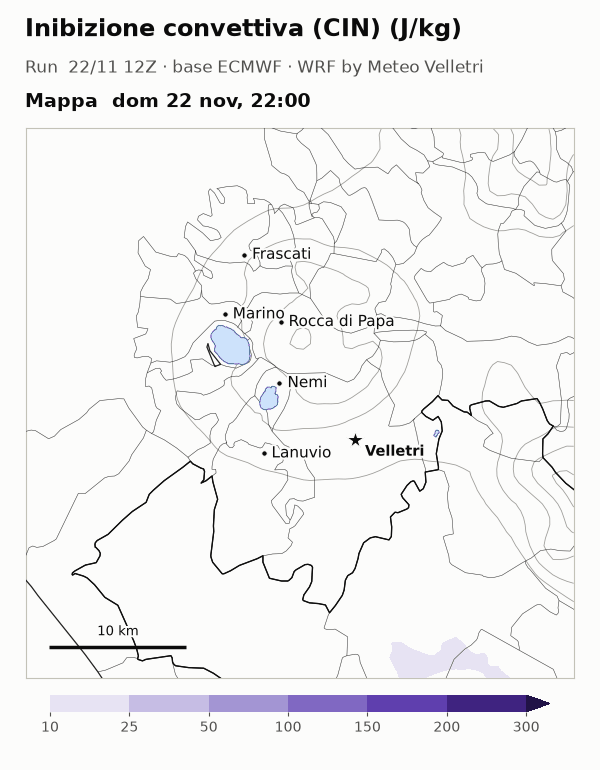 Inibizione convettiva (CIN) (J/kg)
Run  22/11 12Z · base ECMWF · WRF by Meteo Velletri
Mappa  dom 22 nov, 22:00
Frascati
Marino
Rocca di Papa
Nemi
Velletri
Lanuvio
10 km
10 25 50 100 150 200 300